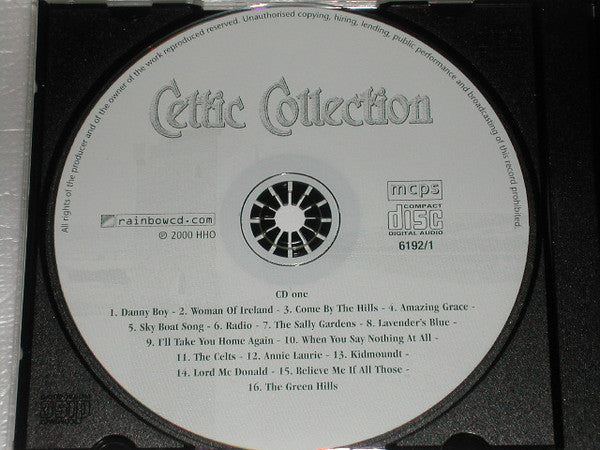 All rights of the producer and of the owner of the work reproduced reserved. Unauthorised copying, hiring, lending, public performance and broadcasting of this record prohibited.
Celtic Collection
rainbowcd.com
℗ 2000 HHO
mcps
COMPACT
disc
DIGITAL AUDIO
6192/1
CD one
1. Danny Boy - 2. Woman Of Ireland - 3. Come By The Hills - 4. Amazing Grace -
5. Sky Boat Song - 6. Radio - 7. The Sally Gardens - 8. Lavender's Blue -
9. I'll Take You Home Again - 10. When You Say Nothing At All -
11. The Celts - 12. Annie Laurie - 13. Kidmoundt -
14. Lord Mc Donald - 15. Believe Me If All Those -
16. The Green Hills